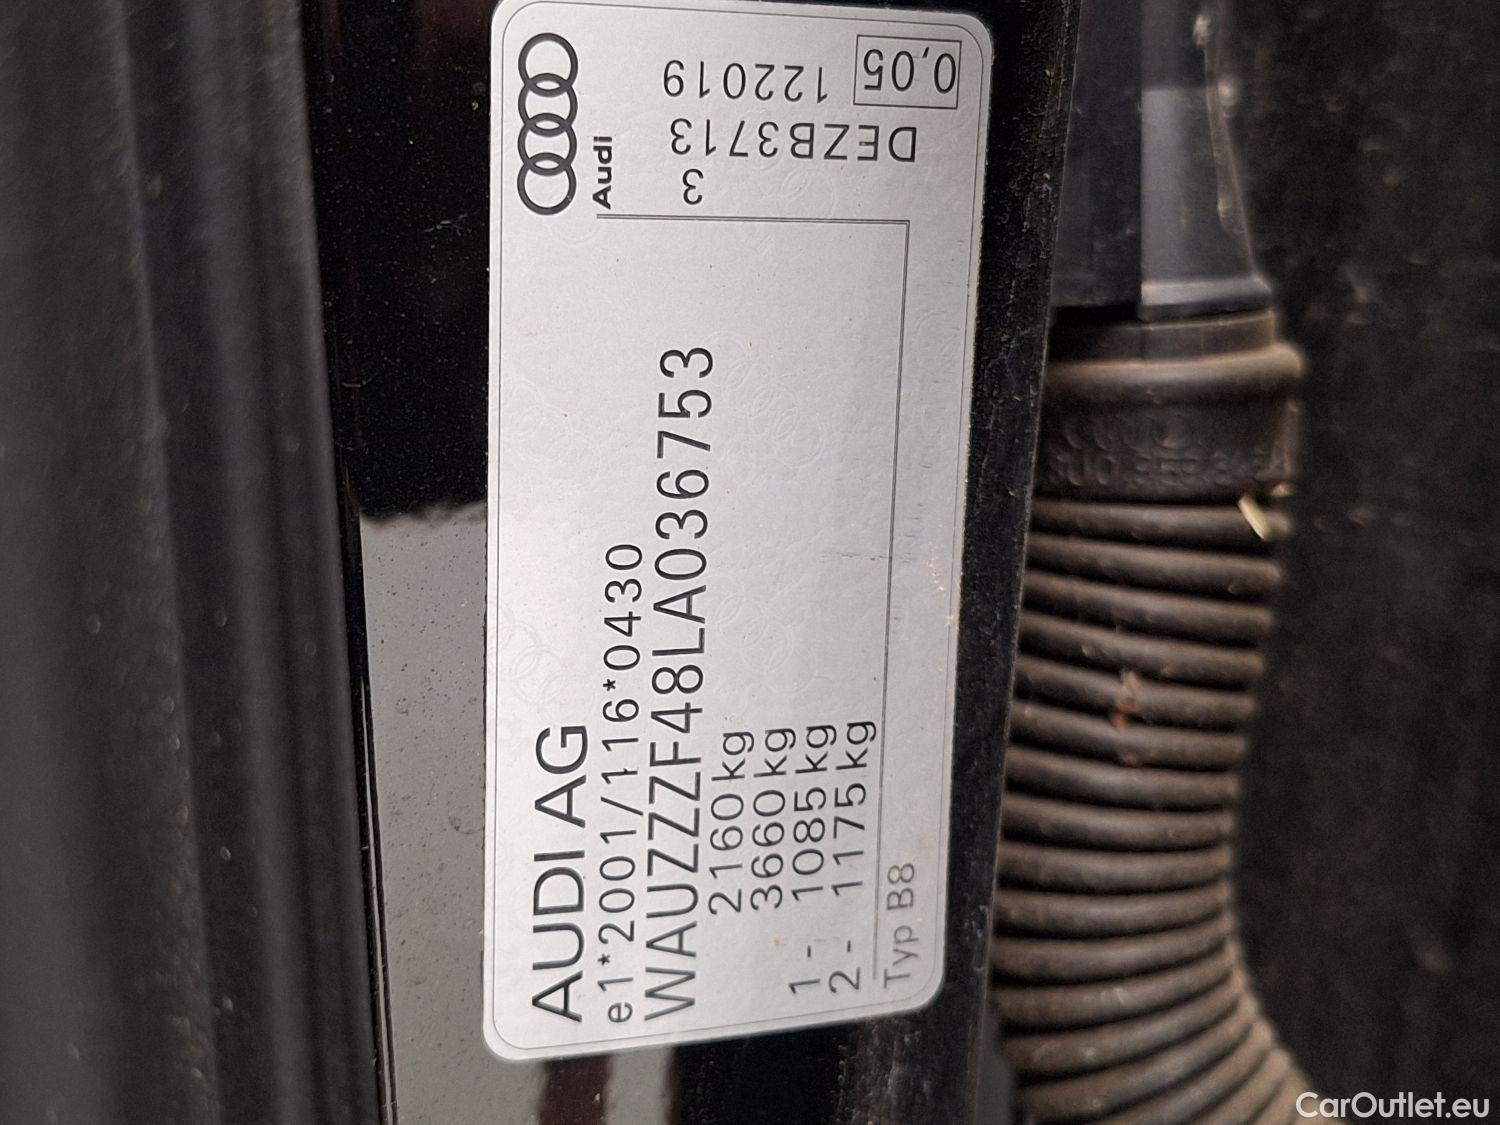 AUDI AG
e1*2001/116*0430
WAUZZZF48LA036753
2160 kg
3660 kg
1 - 1085 kg
2 - 1175 kg
Typ B8
Audi
3
DEZB3713
122019
0,05
CarOutlet.eu